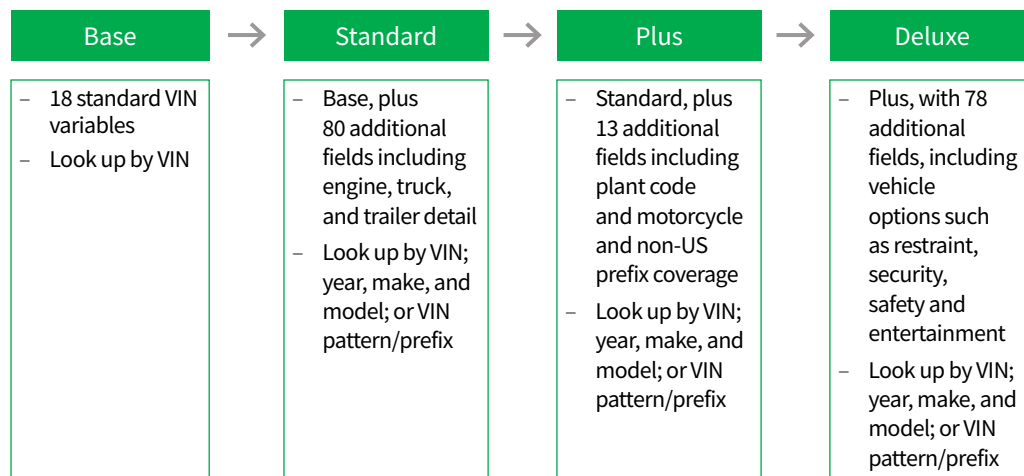 Base
Standard
Plus
Deluxe
– 18 standard VIN
variables
– Look up by VIN
– Base, plus
80 additional
fields including
engine, truck,
and trailer detail
– Look up by VIN;
year, make, and
model; or VIN
pattern/prefix
– Standard, plus
13 additional
fields including
plant code
and motorcycle
and non-US
prefix coverage
– Look up by VIN;
year, make, and
model; or VIN
pattern/prefix
– Plus, with 78
additional
fields, including
vehicle
options such
as restraint,
security,
safety and
entertainment
– Look up by VIN;
year, make, and
model; or VIN
pattern/prefix